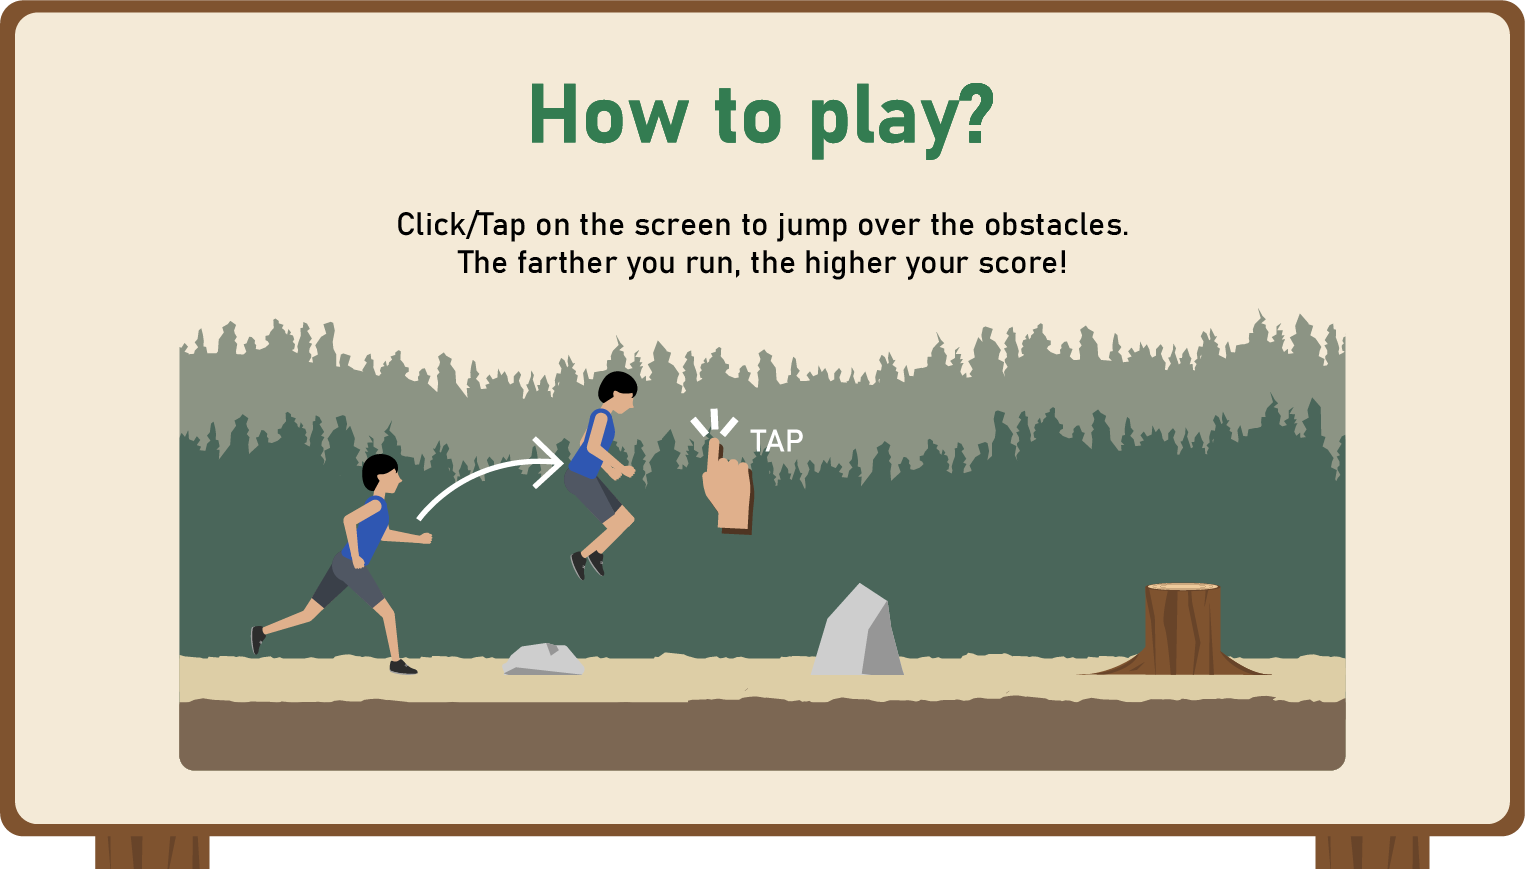 How to play?
Click/Tap on the screen to jump over the obstacles.
The farther you run, the higher your score!
TAP